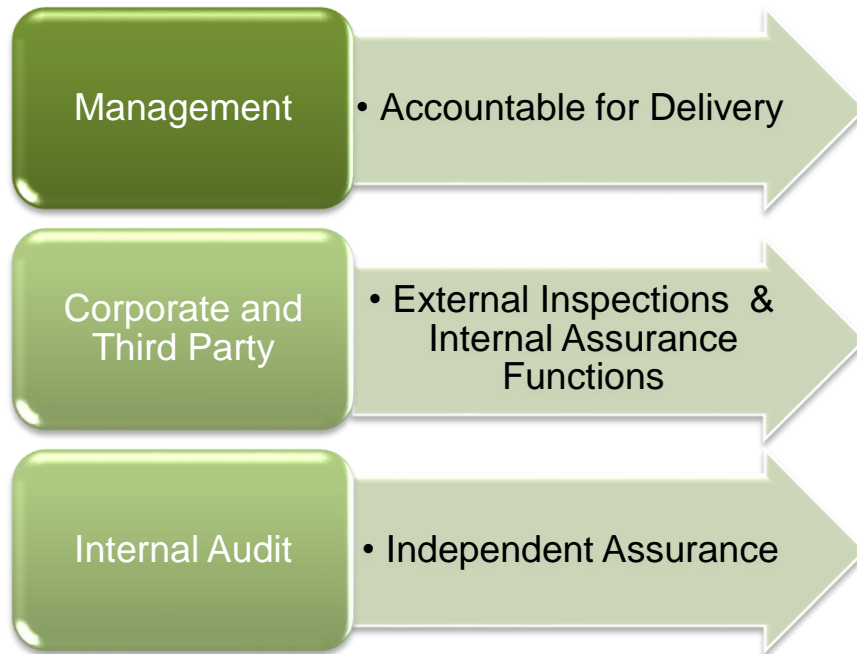 Management
• Accountable for Delivery
Corporate and
Third Party
• External Inspections &
Internal Assurance
Functions
Internal Audit
• Independent Assurance